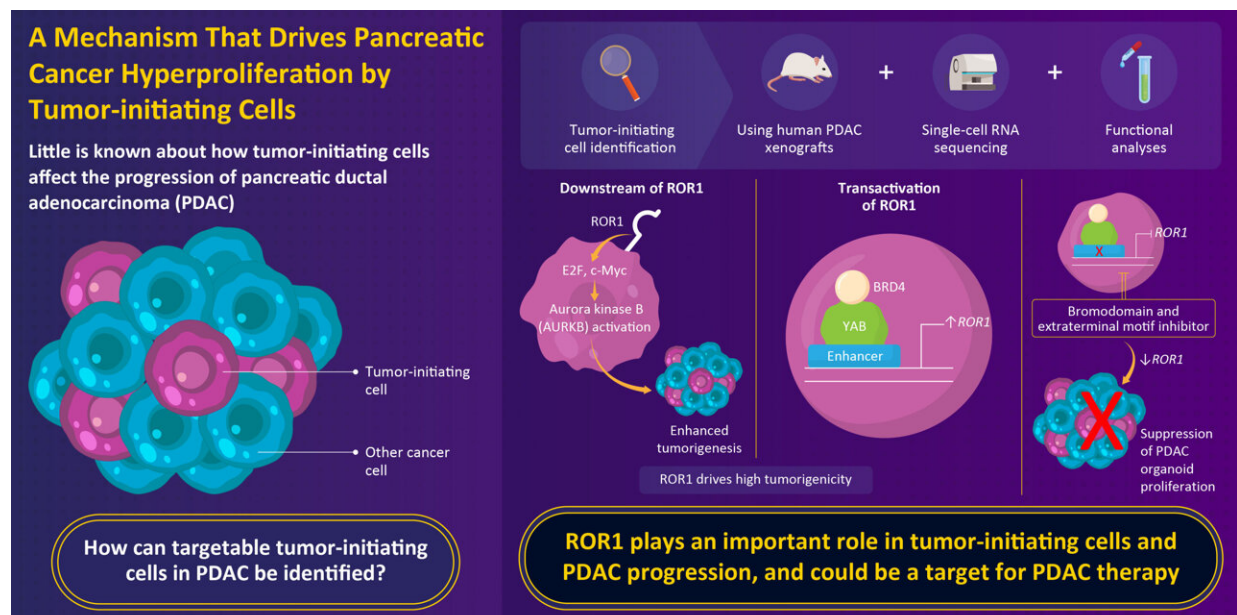 A Mechanism That Drives Pancreatic
Cancer Hyperproliferation by
Tumor-initiating Cells
Little is known about how tumor-initiating cells
affect the progression of pancreatic ductal
adenocarcinoma (PDAC)
Tumor-initiating
cell
Other cancer
cell
How can targetable tumor-initiating
cells in PDAC be identified?
Tumor-initiating
cell identification
Using human PDAC
xenografts
+
Single-cell RNA
sequencing
+
Functional
analyses
Downstream of ROR1
ROR1
E2F, c-Myc
Aurora kinase B
(AURKB) activation
Enhanced
tumorigenesis
Transactivation
of ROR1
BRD4
YAB
Enhancer
↑ROR1
ROR1 drives high tumorigenicity
X
ROR1
Bromodomain and
extraterminal motif inhibitor
↓ROR1
X
Suppression
of PDAC
organoid
proliferation
ROR1 plays an important role in tumor-initiating cells and
PDAC progression, and could be a target for PDAC therapy